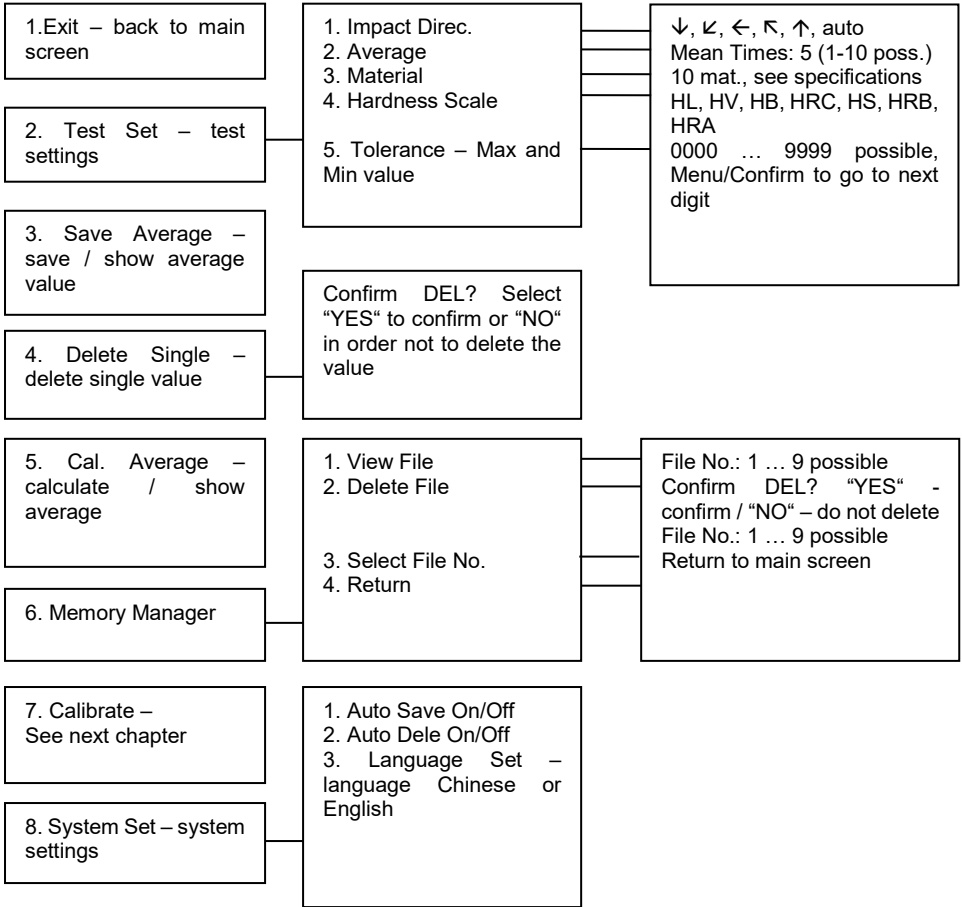 1.Exit – back to main
screen
2. Test Set – test
settings
1. Impact Direc.
2. Average
3. Material
4. Hardness Scale
5. Tolerance – Max and
Min value
↓, ↙, ←, ↖, ↑, auto
Mean Times: 5 (1-10 poss.)
10 mat., see specifications
HL, HV, HB, HRC, HS, HRB,
HRA
0000 … 9999 possible,
Menu/Confirm to go to next
digit
3. Save Average –
save / show average
value
4. Delete Single –
delete single value
Confirm DEL? Select
“YES“ to confirm or “NO“
in order not to delete the
value
5. Cal. Average –
calculate / show
average
6. Memory Manager
1. View File
2. Delete File
3. Select File No.
4. Return
File No.: 1 … 9 possible
Confirm DEL? “YES“ -
confirm / “NO“ – do not delete
File No.: 1 … 9 possible
Return to main screen
7. Calibrate –
See next chapter
8. System Set – system
settings
1. Auto Save On/Off
2. Auto Dele On/Off
3. Language Set –
language Chinese or
English